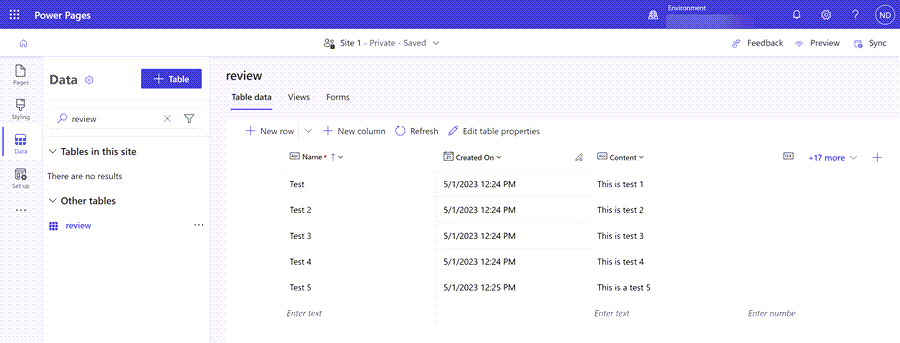 Power Pages
Environment
ND
Site 1 - Private - Saved
Feedback
Preview
Sync
Pages
Styling
Data
Set up
Data
+ Table
review
Tables in this site
There are no results
Other tables
review
review
Table data
Views
Forms
New row
New column
Refresh
Edit table properties
Name *
Created On
Content
+17 more
Test
5/1/2023 12:24 PM
This is test 1
Test 2
5/1/2023 12:24 PM
This is test 2
Test 3
5/1/2023 12:24 PM
This is test 3
Test 4
5/1/2023 12:24 PM
This is test 4
Test 5
5/1/2023 12:25 PM
This is a test 5
Enter text
Enter text
Enter numbe